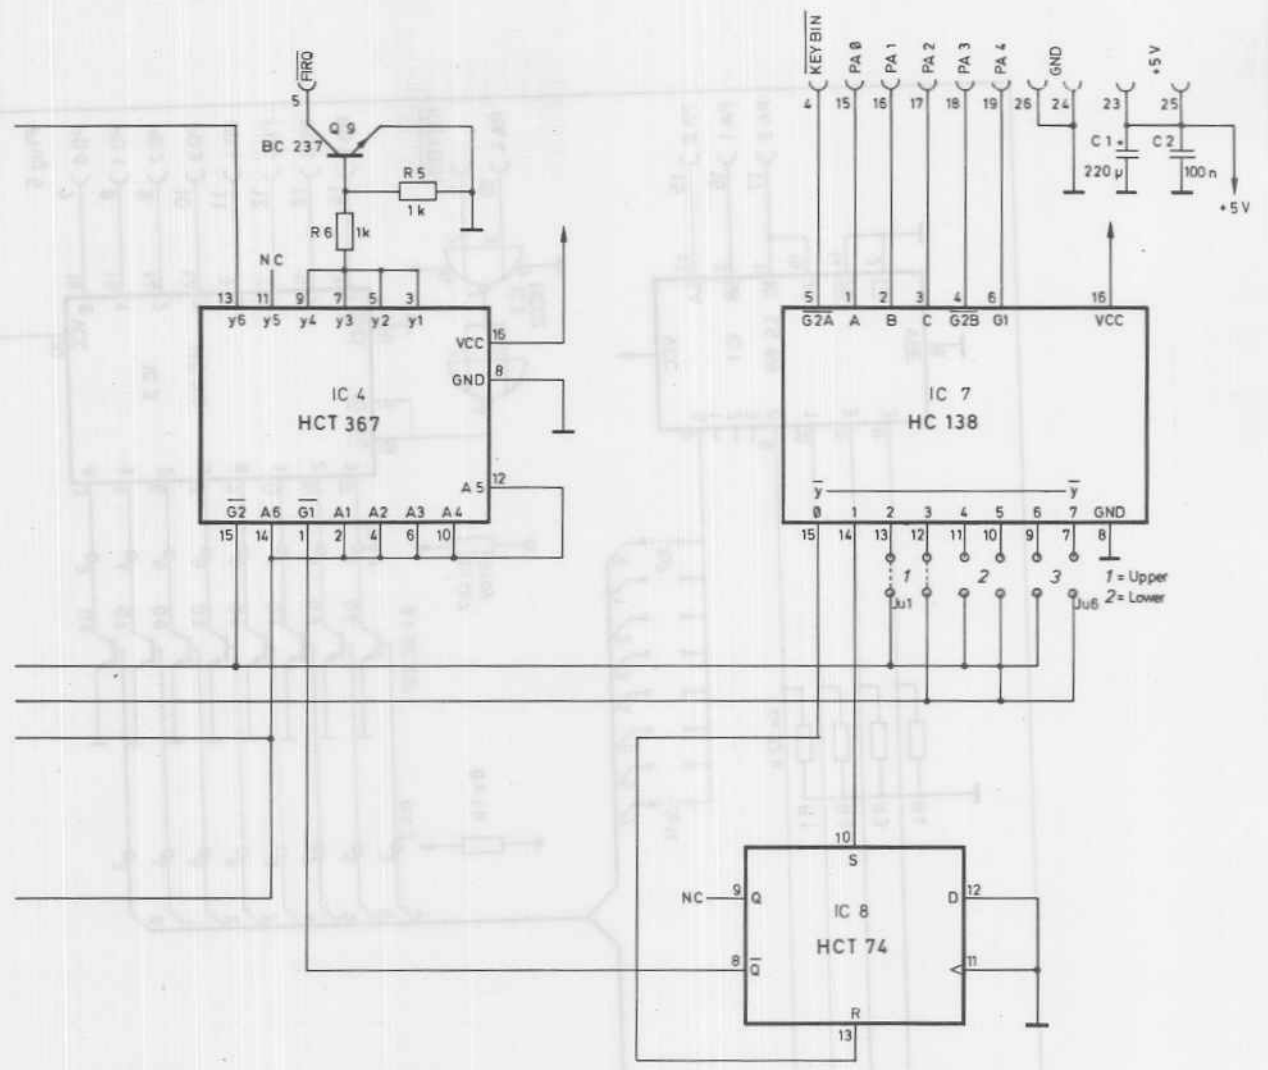 FIRQ
KEY BIN
PA Ø
PA 1
PA 2
PA 3
PA 4
GND
+5V
5
4
15
16
17
18
19
26
24
23
25
Q 9
BC 237
R 5
1 k
R 6
1k
C 1 +
220 µ
C 2
100 n
+5V
NC
13 11 9 7 5 3
y6 y5 y4 y3 y2 y1
VCC 16
GND 8
IC 4
HCT 367
A 5 12
G2 A6 G1 A1 A2 A3 A4
15 14 1 2 4 6 10
5 1 2 3 4 6 16
G2A A B C G2B G1 VCC
IC 7
HC 138
y y
Ø 1 2 3 4 5 6 7 GND
15 14 13 12 11 10 9 7 8
1 2 3
1 = Upper
2 = Lower
Ju1
Ju6
10
S
NC 9 Q
D 12
IC 8
HCT 74
8 Q
11
R
13